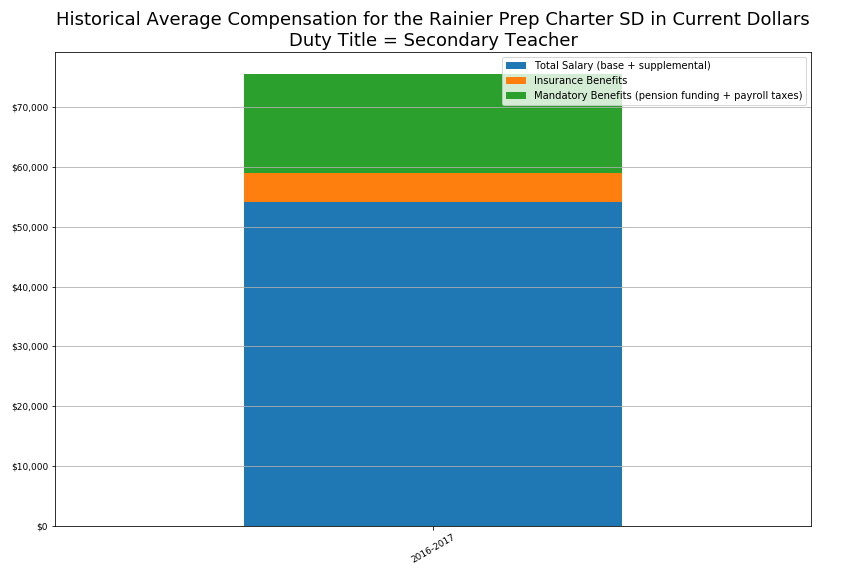 Historical Average Compensation for the Rainier Prep Charter SD in Current Dollars
Duty Title = Secondary Teacher
Total Salary (base + supplemental)
Insurance Benefits
Mandatory Benefits (pension funding + payroll taxes)
$70,000
$60,000
$50,000
$40,000
$30,000
$20,000
$10,000
$0
2016-2017